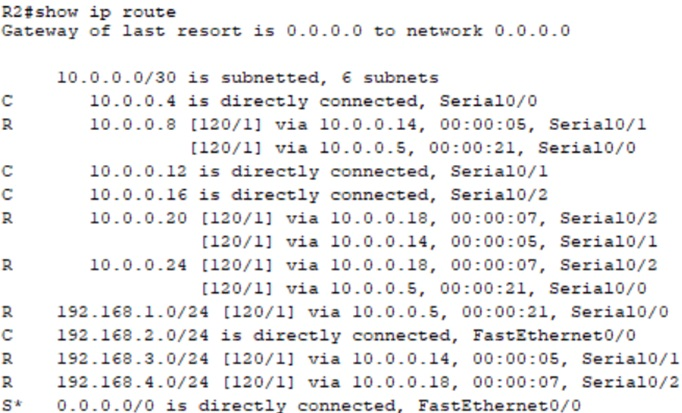 R2#show ip route
Gateway of last resort is 0.0.0.0 to network 0.0.0.0
10.0.0.0/30 is subnetted, 6 subnets
C 10.0.0.4 is directly connected, Serial0/0
R 10.0.0.8 [120/1] via 10.0.0.14, 00:00:05, Serial0/1
[120/1] via 10.0.0.5, 00:00:21, Serial0/0
C 10.0.0.12 is directly connected, Serial0/1
C 10.0.0.16 is directly connected, Serial0/2
R 10.0.0.20 [120/1] via 10.0.0.18, 00:00:07, Serial0/2
[120/1] via 10.0.0.14, 00:00:05, Serial0/1
R 10.0.0.24 [120/1] via 10.0.0.18, 00:00:07, Serial0/2
[120/1] via 10.0.0.5, 00:00:21, Serial0/0
R 192.168.1.0/24 [120/1] via 10.0.0.5, 00:00:21, Serial0/0
C 192.168.2.0/24 is directly connected, FastEthernet0/0
R 192.168.3.0/24 [120/1] via 10.0.0.14, 00:00:05, Serial0/1
R 192.168.4.0/24 [120/1] via 10.0.0.18, 00:00:07, Serial0/2
S* 0.0.0.0/0 is directly connected, FastEthernet0/0